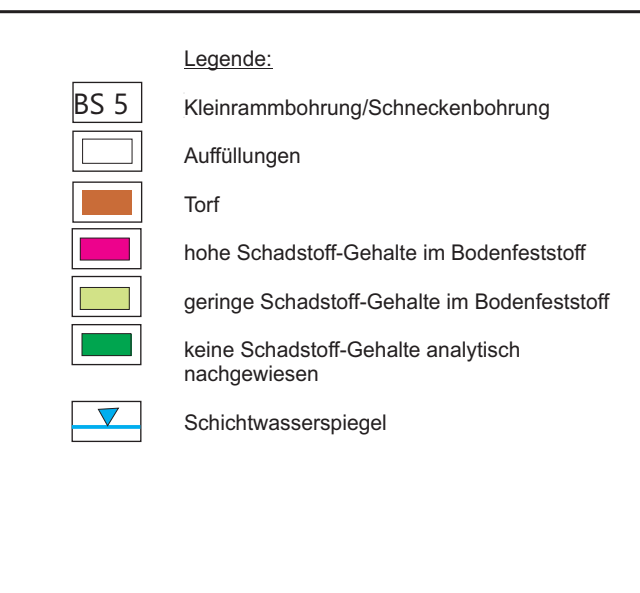 Legende:
BS 5 Kleinrammbohrung/Schneckenbohrung
Auffüllungen
Torf
hohe Schadstoff-Gehalte im Bodenfeststoff
geringe Schadstoff-Gehalte im Bodenfeststoff
keine Schadstoff-Gehalte analytisch
nachgewiesen
Schichtwasserspiegel